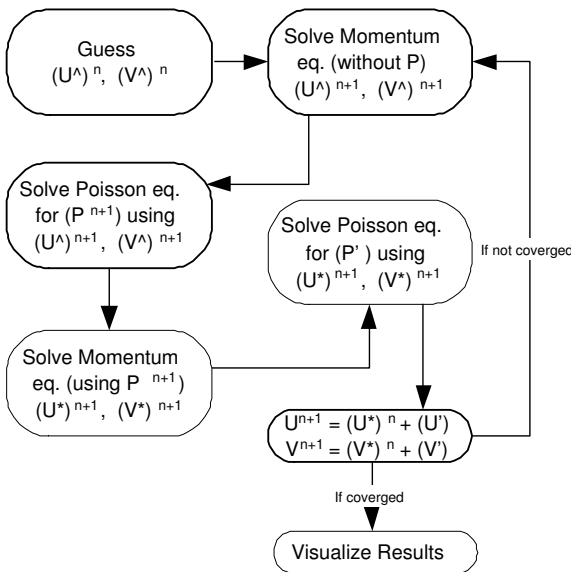 Guess
(U^) ⁿ, (V^) ⁿ
Solve Momentum
eq. (without P)
(U^) ⁿ⁺¹, (V^) ⁿ⁺¹
Solve Poisson eq.
for (P ⁿ⁺¹) using
(U^) ⁿ⁺¹, (V^) ⁿ⁺¹
Solve Momentum
eq. (using P ⁿ⁺¹)
(U*) ⁿ⁺¹, (V*) ⁿ⁺¹
Solve Poisson eq.
for (P' ) using
(U*) ⁿ⁺¹, (V*) ⁿ⁺¹
If not coverged
Uⁿ⁺¹ = (U*) ⁿ + (U')
Vⁿ⁺¹ = (V*) ⁿ + (V')
If coverged
Visualize Results